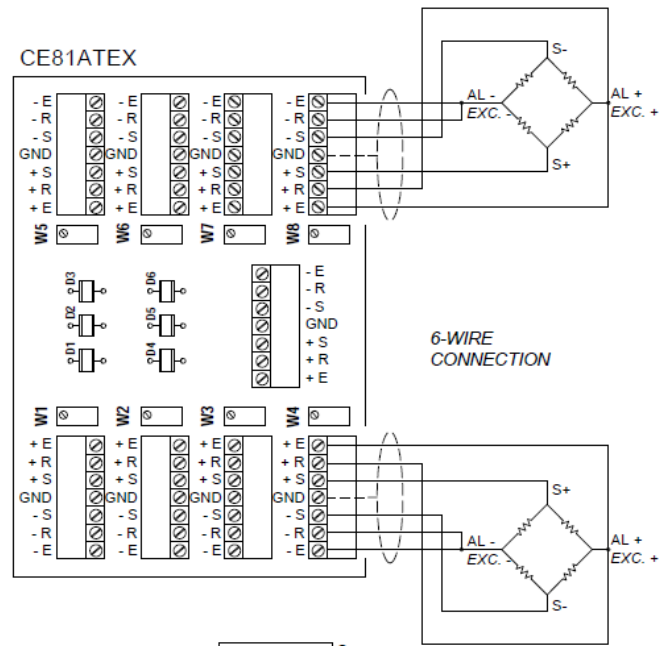 CE81ATEX
- E - E - E - E
- R - R - R - R
- S - S - S - S
GND GND GND GND
+ S + S + S + S
+ R + R + R + R
+ E + E + E + E
W5 W6 W7 W8
S-
AL - AL +
EXC. - EXC. +
S+
D3 D6
D2 D5
D1 D4
- E
- R
- S
GND
+ S
+ R
+ E
6-WIRE
CONNECTION
W1 W2 W3 W4
+ E + E + E + E
+ R + R + R + R
+ S + S + S + S
GND GND GND GND
- S - S - S - S
- R - R - R - R
- E - E - E - E
S+
AL - AL +
EXC. - EXC. +
S-